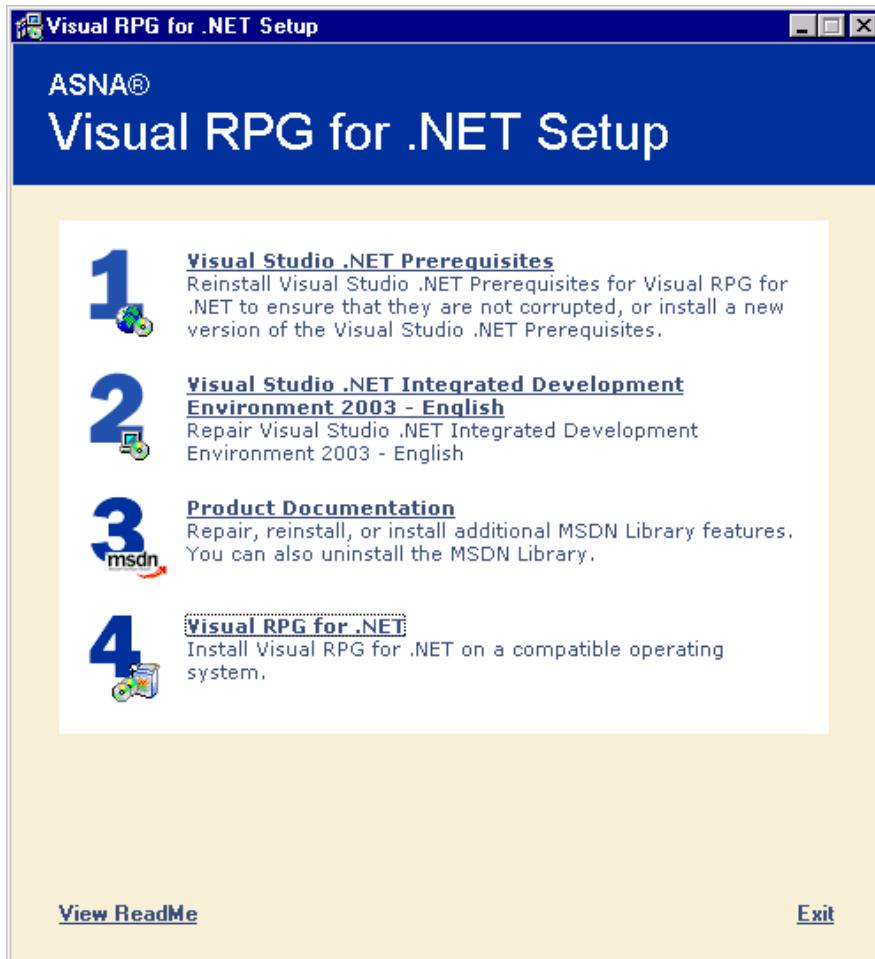 Visual RPG for .NET Setup
ASNA®
Visual RPG for .NET Setup
1
Visual Studio .NET Prerequisites
Reinstall Visual Studio .NET Prerequisites for Visual RPG for
.NET to ensure that they are not corrupted, or install a new
version of the Visual Studio .NET Prerequisites.
2
Visual Studio .NET Integrated Development
Environment 2003 - English
Repair Visual Studio .NET Integrated Development
Environment 2003 - English
3
msdn
Product Documentation
Repair, reinstall, or install additional MSDN Library features.
You can also uninstall the MSDN Library.
4
Visual RPG for .NET
Install Visual RPG for .NET on a compatible operating
system.
View ReadMe
Exit